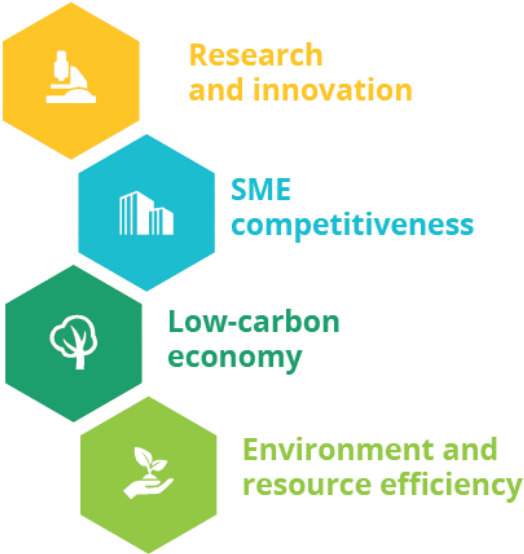 Research
and innovation
SME
competitiveness
Low-carbon
economy
Environment and
resource efficiency